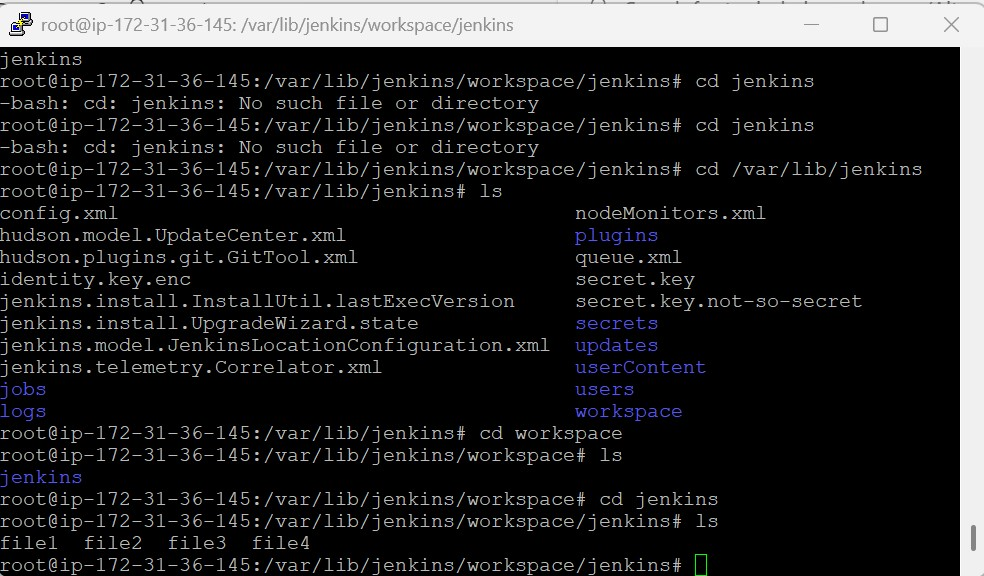 root@ip-172-31-36-145: /var/lib/jenkins/workspace/jenkins
jenkins
root@ip-172-31-36-145:/var/lib/jenkins/workspace/jenkins# cd jenkins
-bash: cd: jenkins: No such file or directory
root@ip-172-31-36-145:/var/lib/jenkins/workspace/jenkins# cd jenkins
-bash: cd: jenkins: No such file or directory
root@ip-172-31-36-145:/var/lib/jenkins/workspace/jenkins# cd /var/lib/jenkins
root@ip-172-31-36-145:/var/lib/jenkins# ls
config.xml nodeMonitors.xml
hudson.model.UpdateCenter.xml plugins
hudson.plugins.git.GitTool.xml queue.xml
identity.key.enc secret.key
jenkins.install.InstallUtil.lastExecVersion secret.key.not-so-secret
jenkins.install.UpgradeWizard.state secrets
jenkins.model.JenkinsLocationConfiguration.xml updates
jenkins.telemetry.Correlator.xml userContent
jobs users
logs workspace
root@ip-172-31-36-145:/var/lib/jenkins# cd workspace
root@ip-172-31-36-145:/var/lib/jenkins/workspace# ls
jenkins
root@ip-172-31-36-145:/var/lib/jenkins/workspace# cd jenkins
root@ip-172-31-36-145:/var/lib/jenkins/workspace/jenkins# ls
file1 file2 file3 file4
root@ip-172-31-36-145:/var/lib/jenkins/workspace/jenkins#